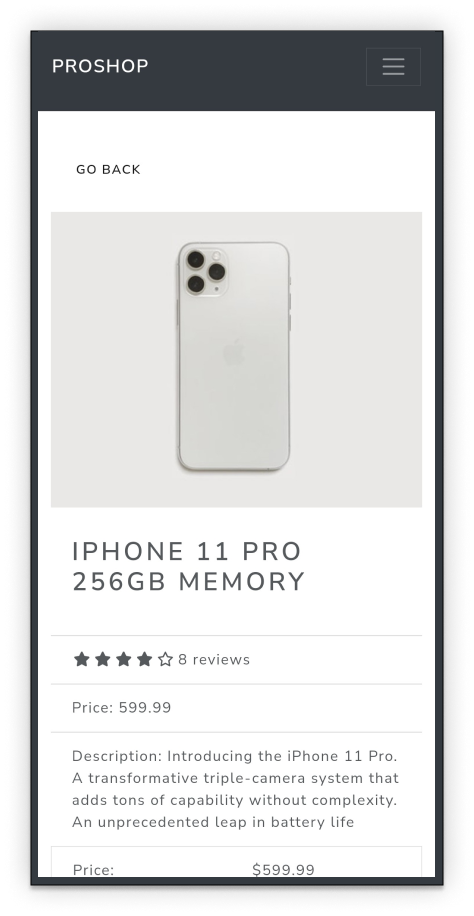 PROSHOP
GO BACK
IPHONE 11 PRO
256GB MEMORY
8 reviews
Price: 599.99
Description: Introducing the iPhone 11 Pro.
A transformative triple-camera system that
adds tons of capability without complexity.
An unprecedented leap in battery life
Price: $599.99